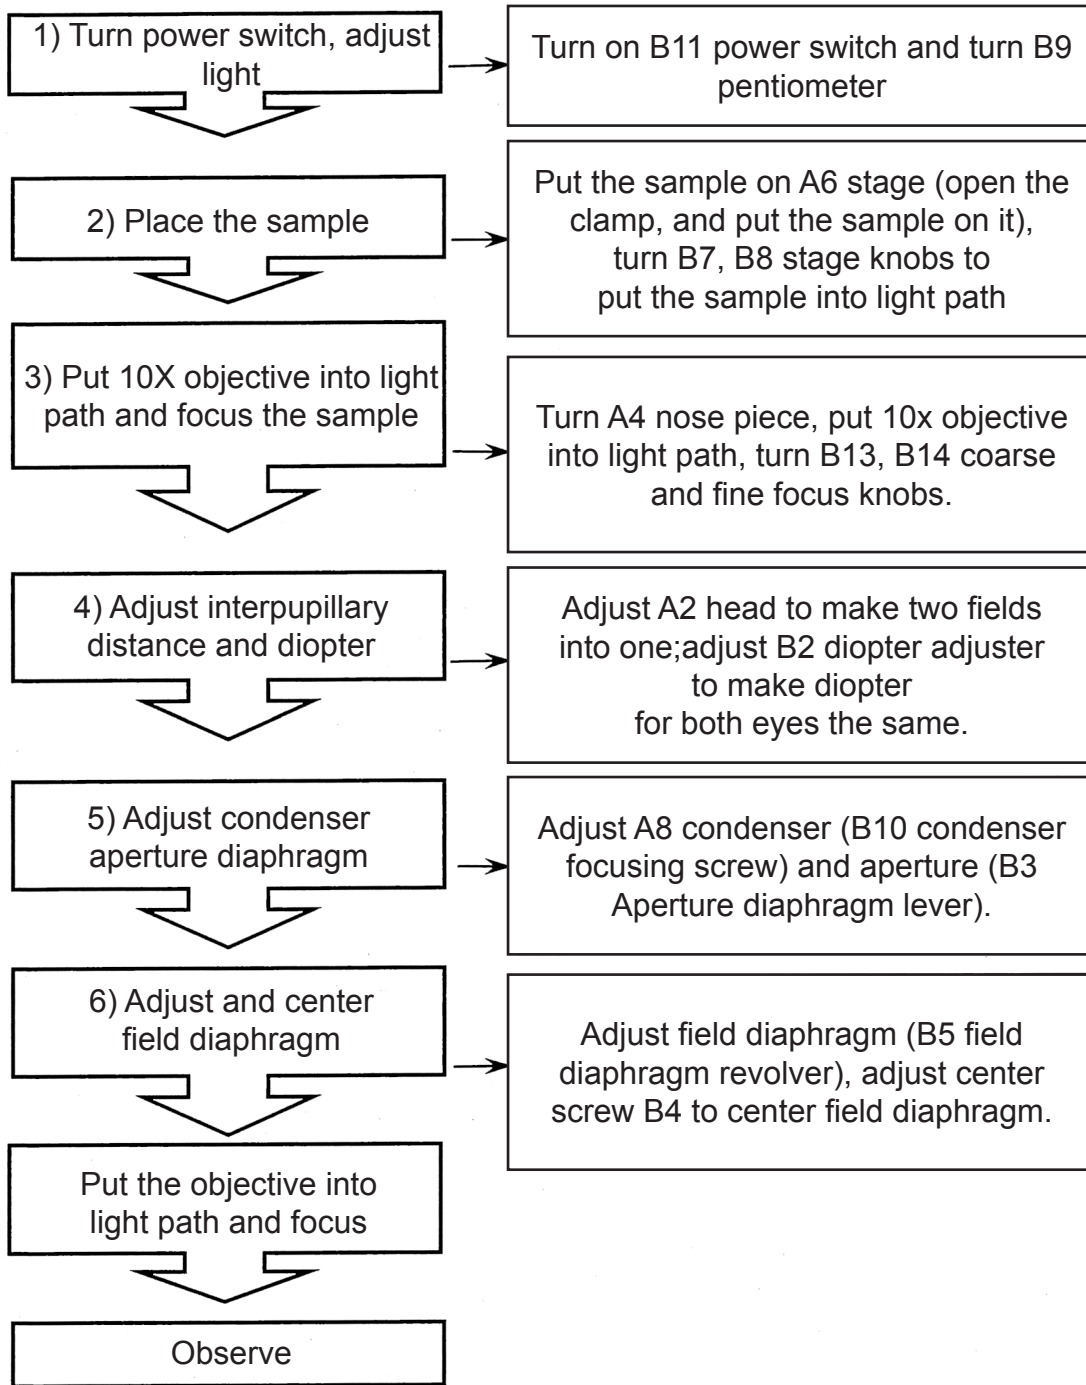 1) Turn power switch, adjust
light
Turn on B11 power switch and turn B9
pentiometer
2) Place the sample
Put the sample on A6 stage (open the
clamp, and put the sample on it),
turn B7, B8 stage knobs to
put the sample into light path
3) Put 10X objective into light
path and focus the sample
Turn A4 nose piece, put 10x objective
into light path, turn B13, B14 coarse
and fine focus knobs.
4) Adjust interpupillary
distance and diopter
Adjust A2 head to make two fields
into one;adjust B2 diopter adjuster
to make diopter
for both eyes the same.
5) Adjust condenser
aperture diaphragm
Adjust A8 condenser (B10 condenser
focusing screw) and aperture (B3
Aperture diaphragm lever).
6) Adjust and center
field diaphragm
Adjust field diaphragm (B5 field
diaphragm revolver), adjust center
screw B4 to center field diaphragm.
Put the objective into
light path and focus
Observe